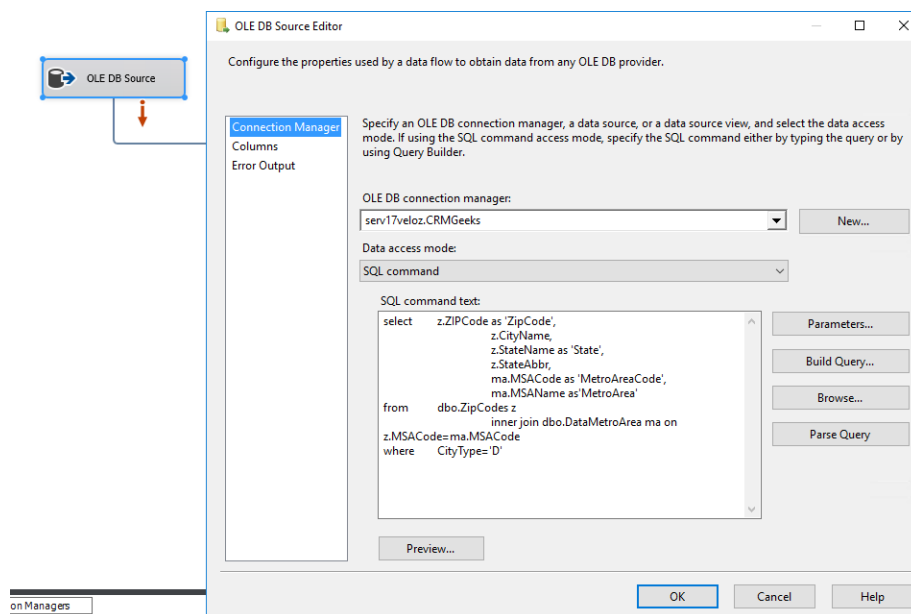 OLE DB Source Editor
OLE DB Source
Configure the properties used by a data flow to obtain data from any OLE DB provider.
Connection Manager
Columns
Error Output
Specify an OLE DB connection manager, a data source, or a data source view, and select the data access
mode. If using the SQL command access mode, specify the SQL command either by typing the query or by
using Query Builder.
OLE DB connection manager:
serv17veloz.CRMGeeks
New...
Data access mode:
SQL command
SQL command text:
select z.ZIPCode as 'ZipCode',
z.CityName,
z.StateName as 'State',
z.StateAbbr,
ma.MSACode as 'MetroAreaCode',
ma.MSAName as'MetroArea'
from dbo.ZipCodes z
inner join dbo.DataMetroArea ma on
z.MSACode=ma.MSACode
where CityType='D'
Parameters...
Build Query...
Browse...
Parse Query
Preview...
OK
Cancel
Help
on Managers